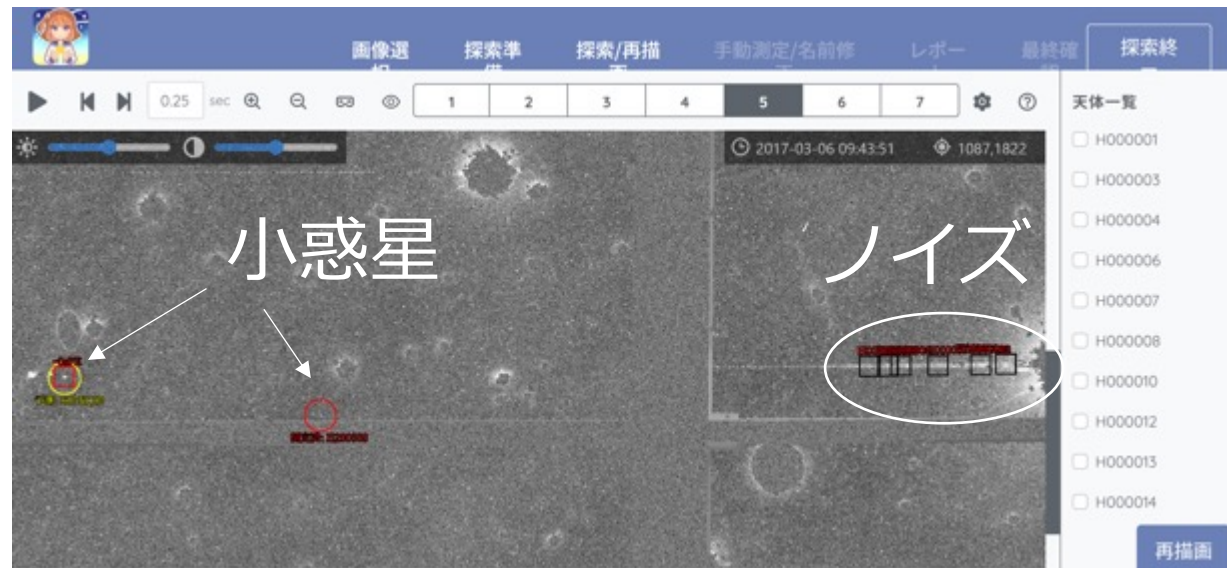 画像選
探索準
探索/再描
手動測定/名前修
レポー
最終確
探索終
0.25 sec
1 2 3 4 5 6 7
天体一覧
2017-03-06 09:43:51 1087,1822
H000001
H000003
H000004
H000006
H000007
H000008
H000010
H000012
H000013
H000014
小惑星
ノイズ
再描画